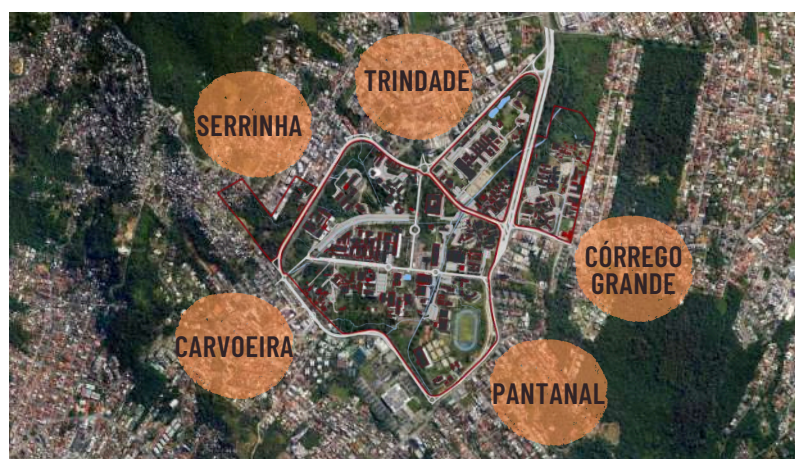 TRINDADE
SERRINHA
CÓRREGO
GRANDE
CARVOEIRA
PANTANAL